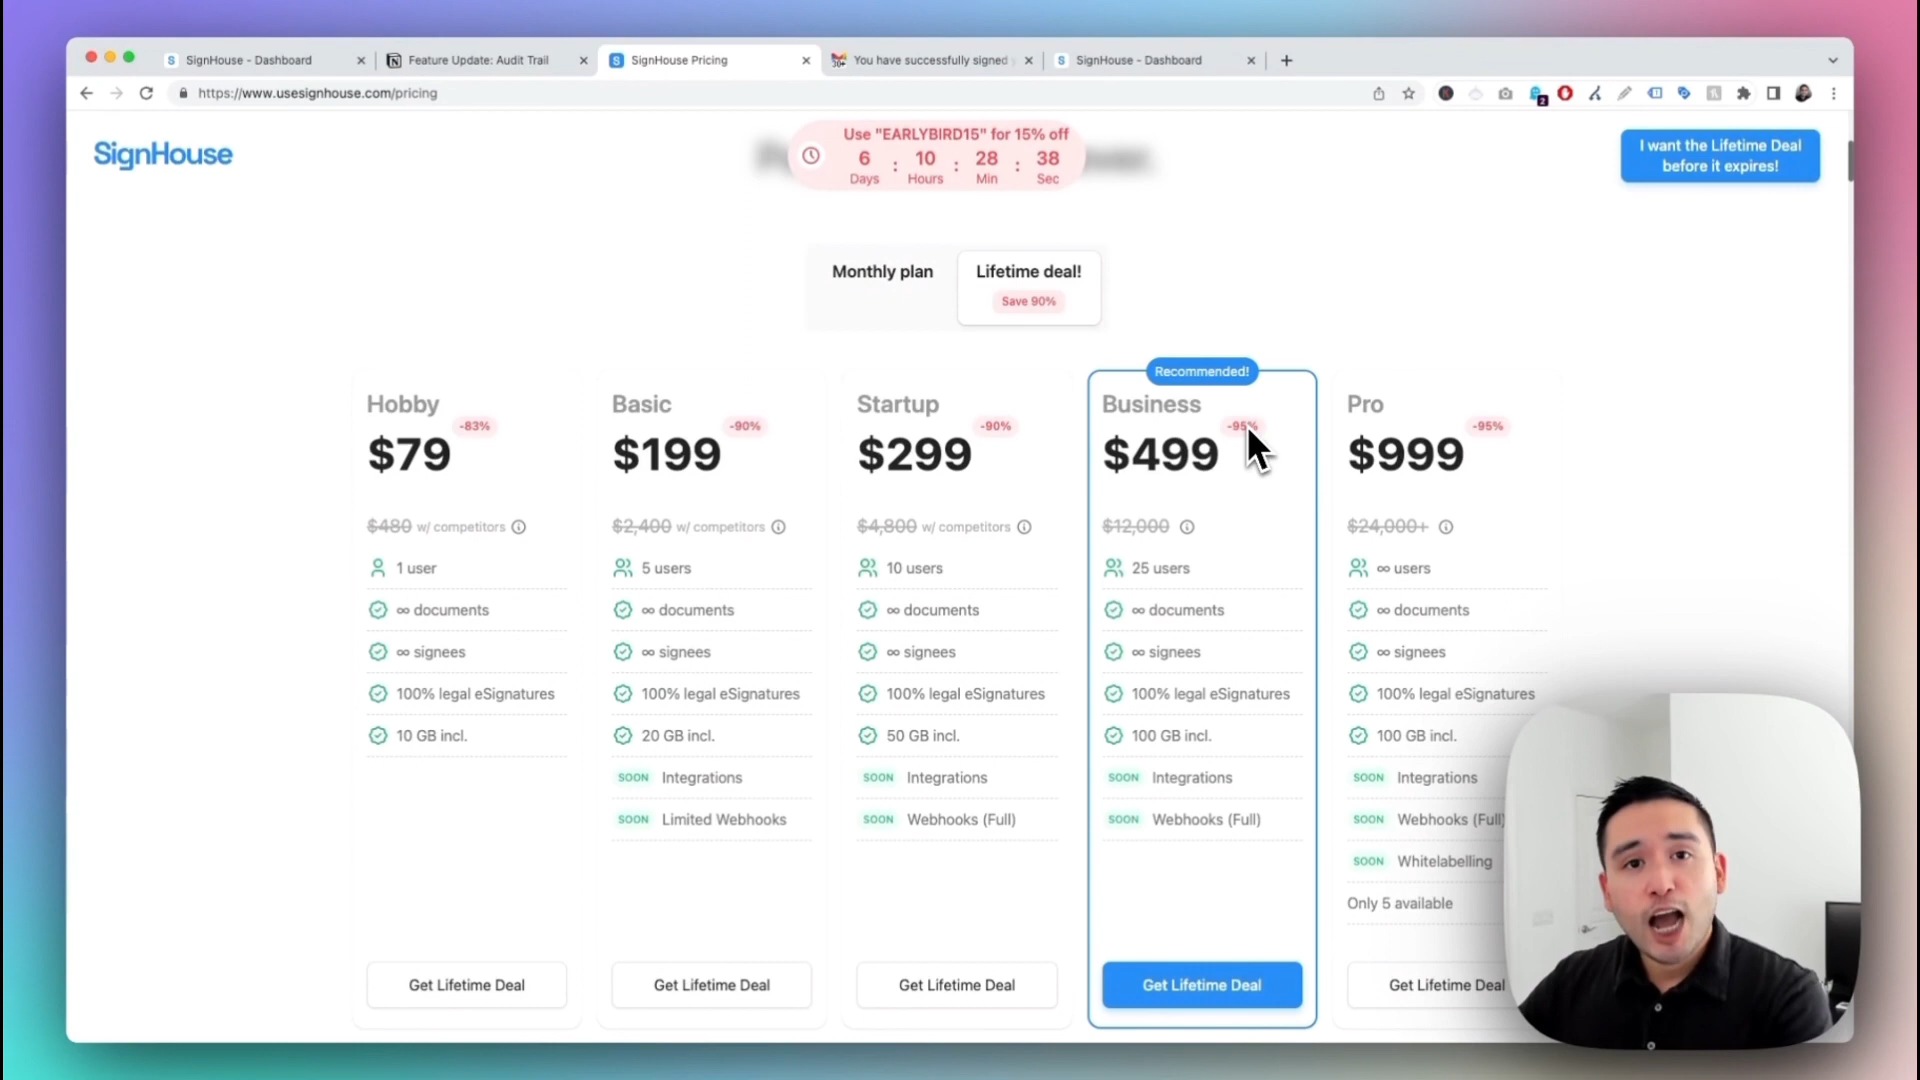 SignHouse - Dashboard
Feature Update: Audit Trail
SignHouse Pricing
You have successfully signed
SignHouse - Dashboard
https://www.usesignhouse.com/pricing
2
SignHouse
Use "EARLYBIRD15" for 15% off
6 : 10 : 28 : 38
Days Hours Min Sec
I want the Lifetime Deal
before it expires!
Monthly plan
Lifetime deal!
Save 90%
Hobby
-83%
$79
$480 w/ competitors
1 user
∞ documents
∞ signees
100% legal eSignatures
10 GB incl.
Get Lifetime Deal
Basic
-90%
$199
$2,400 w/ competitors
5 users
∞ documents
∞ signees
100% legal eSignatures
20 GB incl.
SOON Integrations
SOON Limited Webhooks
Get Lifetime Deal
Startup
-90%
$299
$4,800 w/ competitors
10 users
∞ documents
∞ signees
100% legal eSignatures
50 GB incl.
SOON Integrations
SOON Webhooks (Full)
Get Lifetime Deal
Recommended!
Business
-95%
$499
$12,000
25 users
∞ documents
∞ signees
100% legal eSignatures
100 GB incl.
SOON Integrations
SOON Webhooks (Full)
Get Lifetime Deal
Pro
-95%
$999
$24,000+
∞ users
∞ documents
∞ signees
100% legal eSignatures
100 GB incl.
SOON Integrations
SOON Webhooks (Full)
SOON Whitelabelling
Only 5 available
Get Lifetime Deal